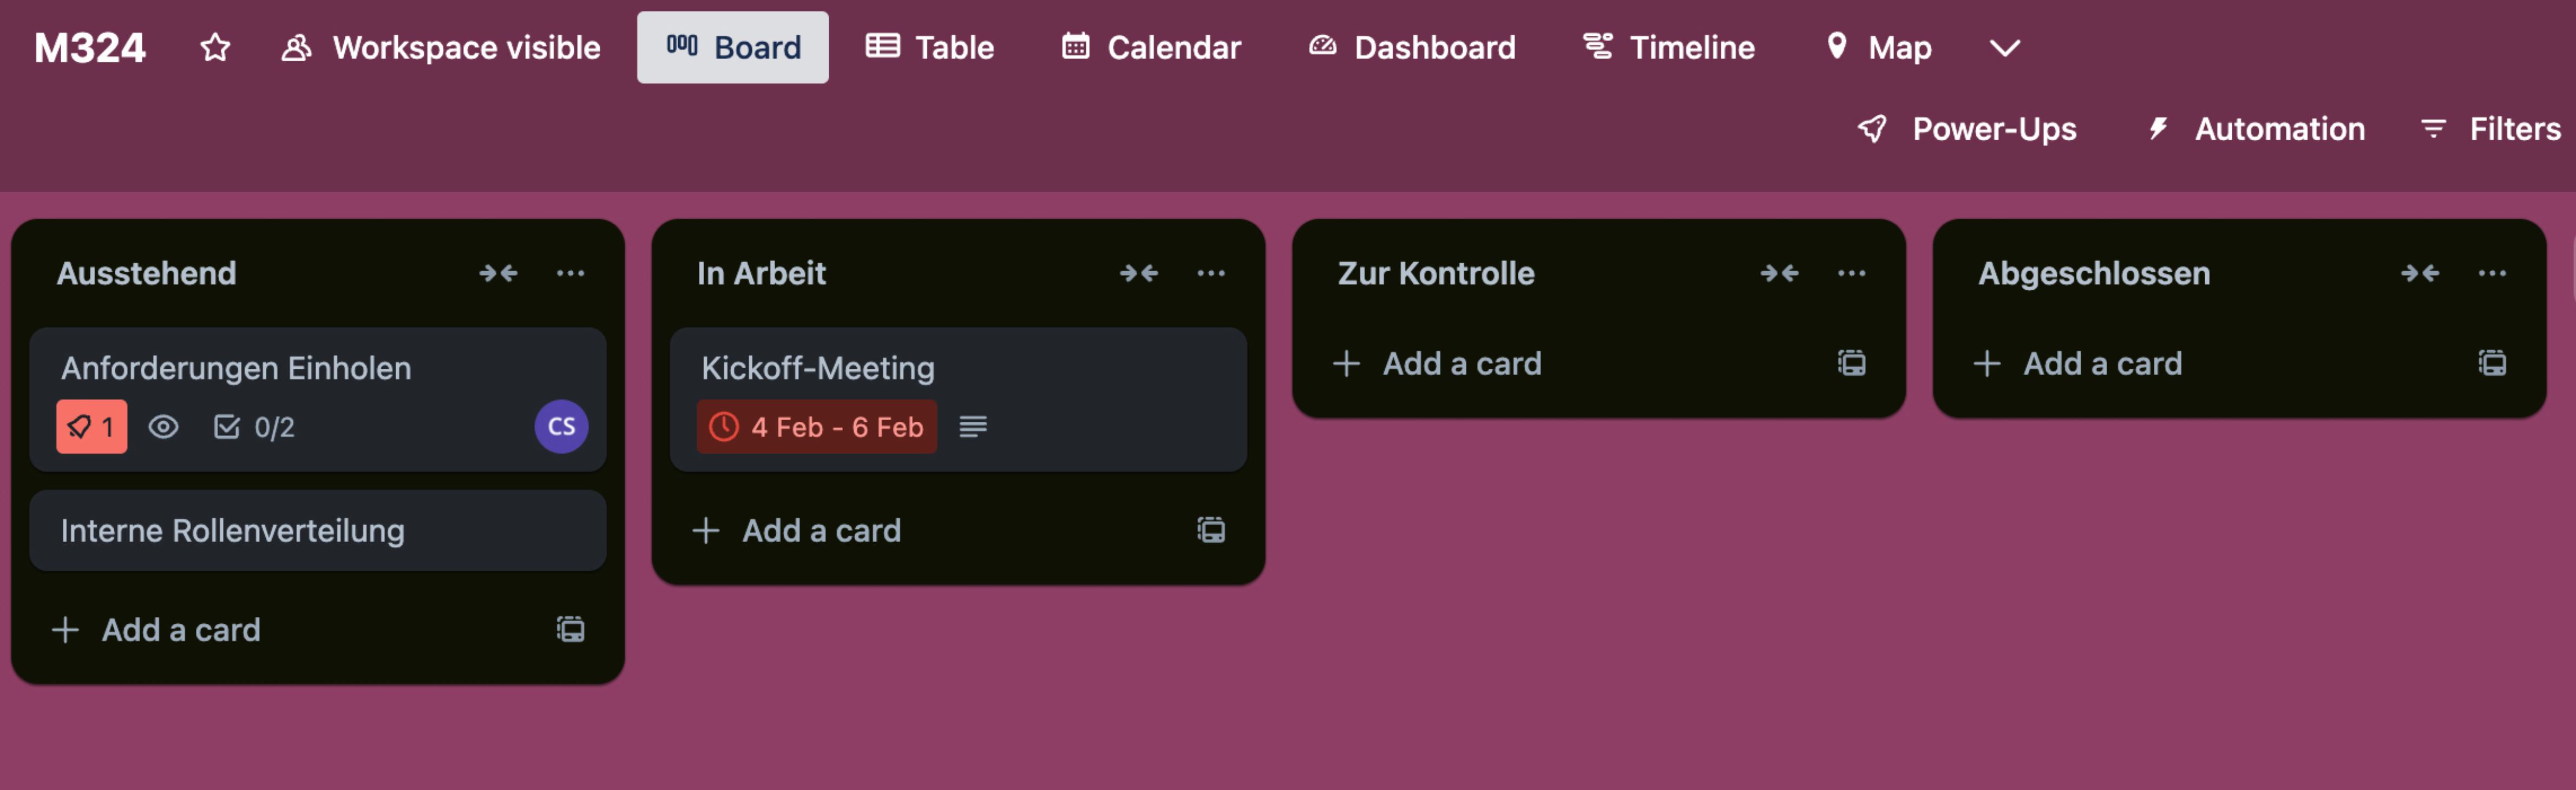 M324 Workspace visible Board Table Calendar Dashboard Timeline Map
Power-Ups Automation Filters
Ausstehend
Anforderungen Einholen
1 0/2 CS
Interne Rollenverteilung
+ Add a card
In Arbeit
Kickoff-Meeting
4 Feb - 6 Feb
+ Add a card
Zur Kontrolle
+ Add a card
Abgeschlossen
+ Add a card